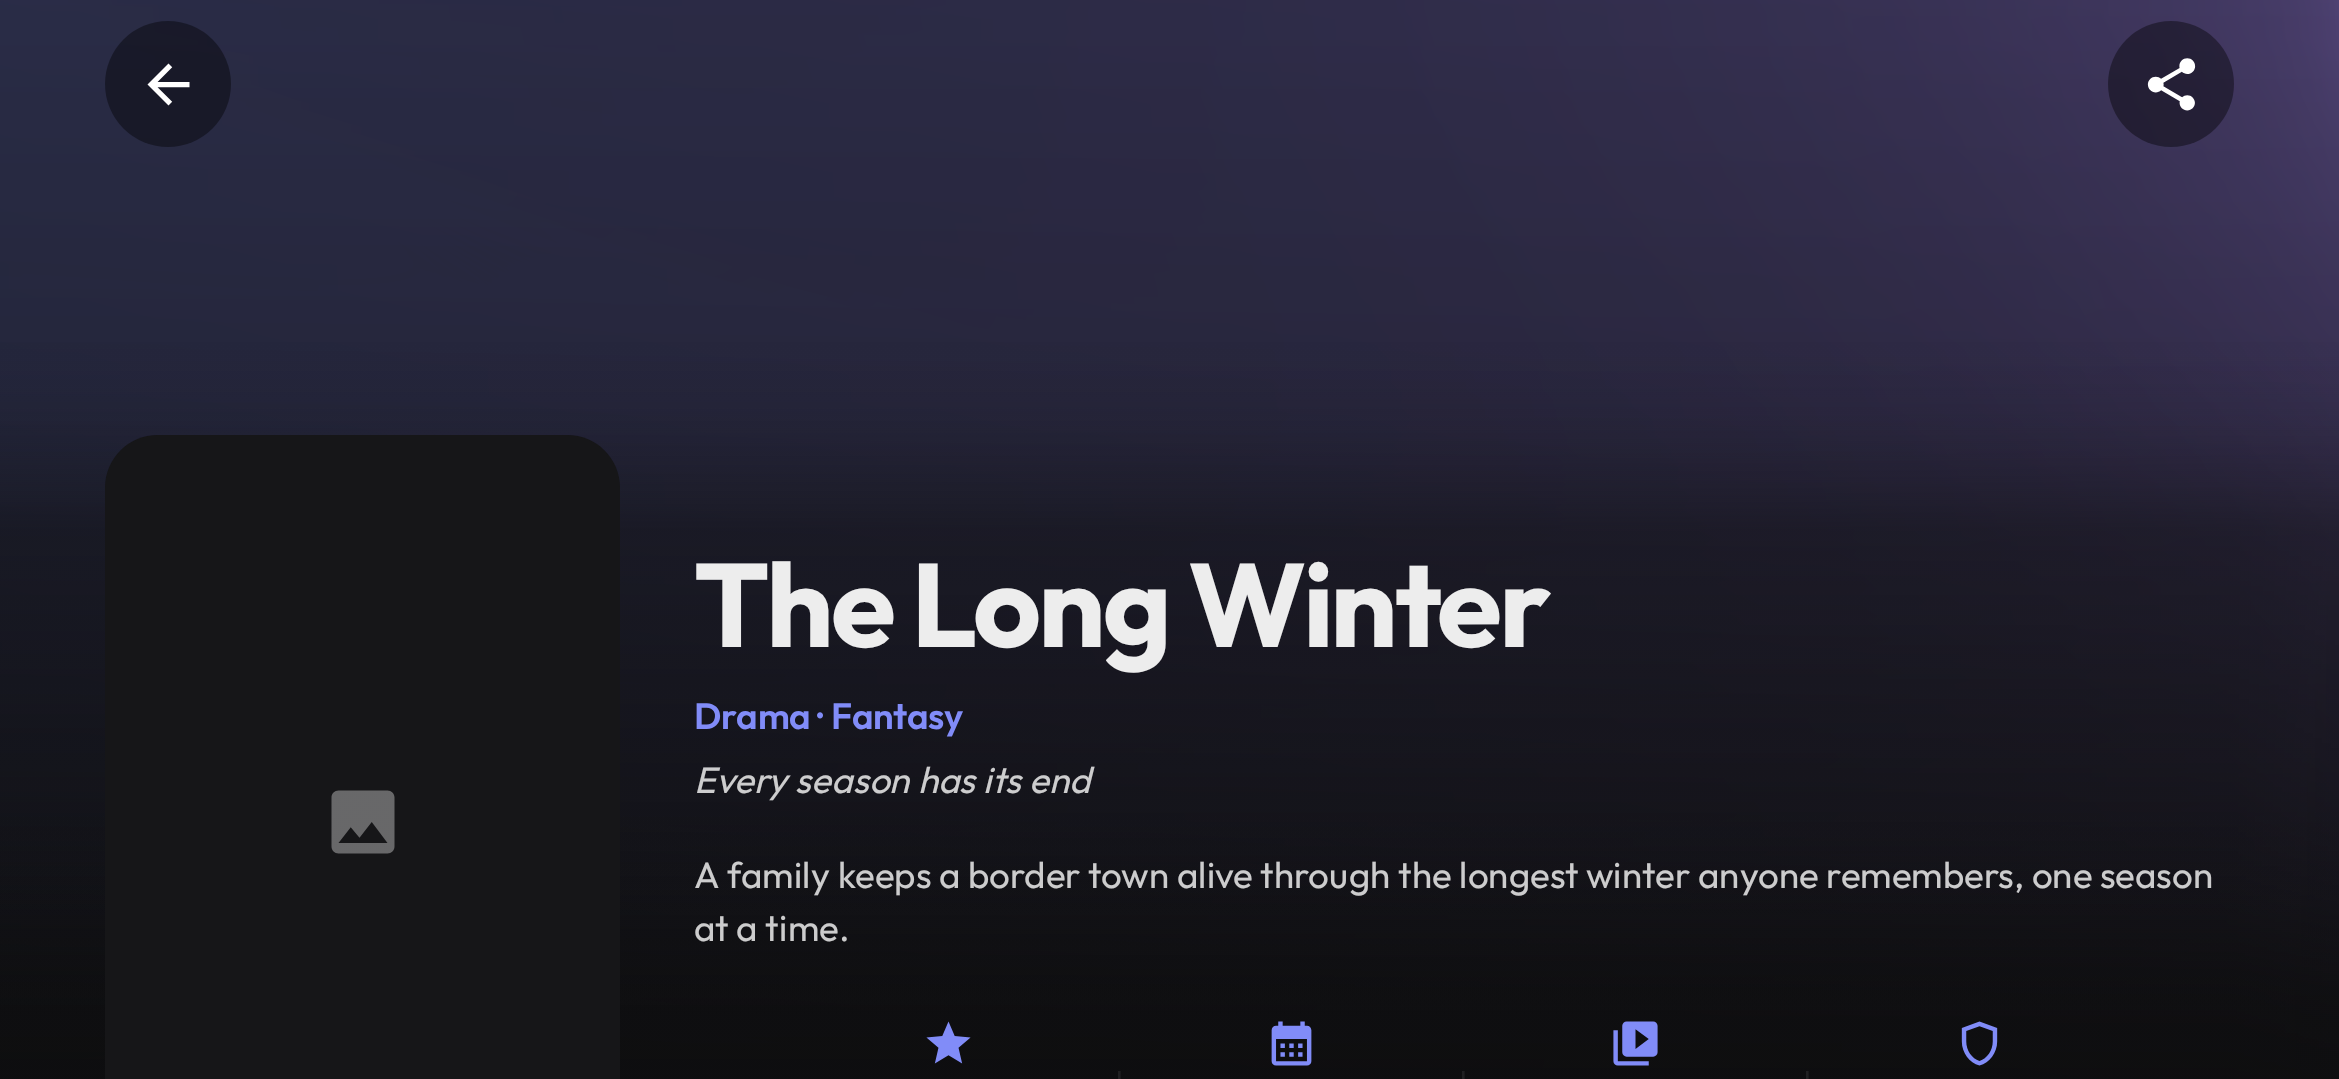 The Long Winter
Drama · Fantasy
Every season has its end
A family keeps a border town alive through the longest winter anyone remembers, one season
at a time.